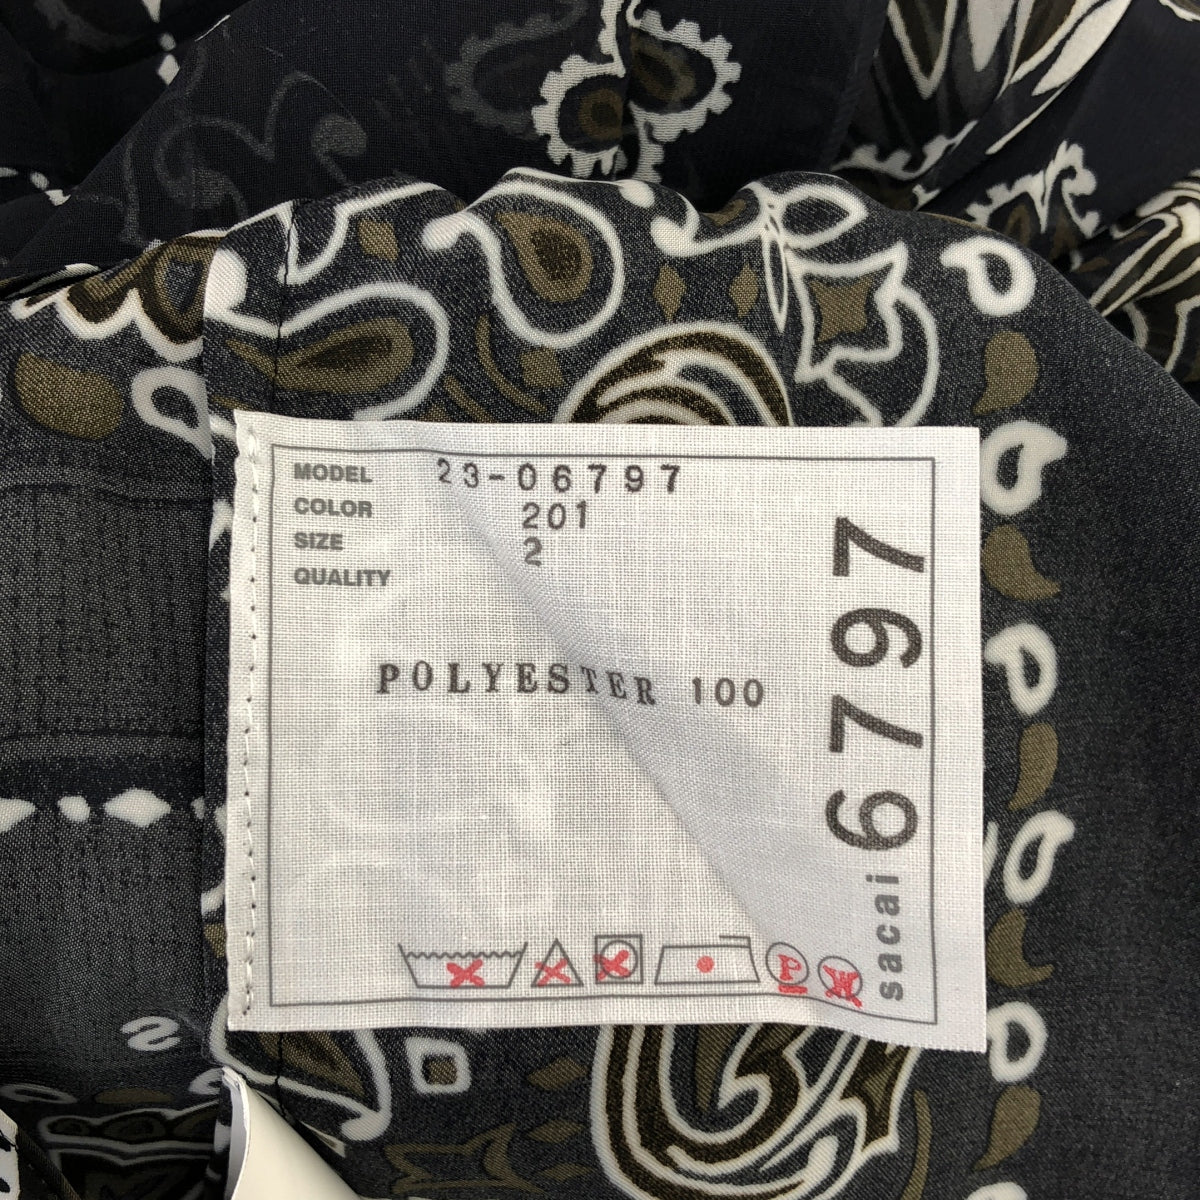 MODEL 23-06797
COLOR 201
SIZE 2
QUALITY
POLYESTER 100
P W
sacai 6797